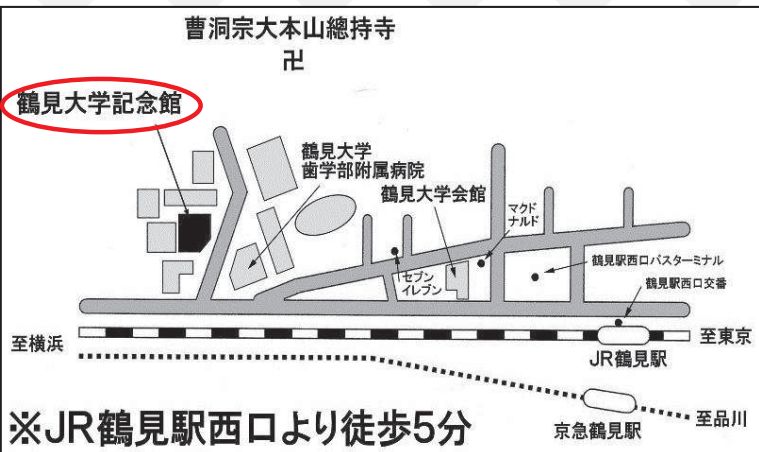 曹洞宗大本山總持寺
卍
鶴見大学記念館
鶴見大学
歯学部附属病院
鶴見大学会館
マクド
ナルド
セブン
イレブン
鶴見駅西口バスターミナル
鶴見駅西口交番
至横浜
至東京
JR鶴見駅
京急鶴見駅
至品川
※JR鶴見駅西口より徒歩5分